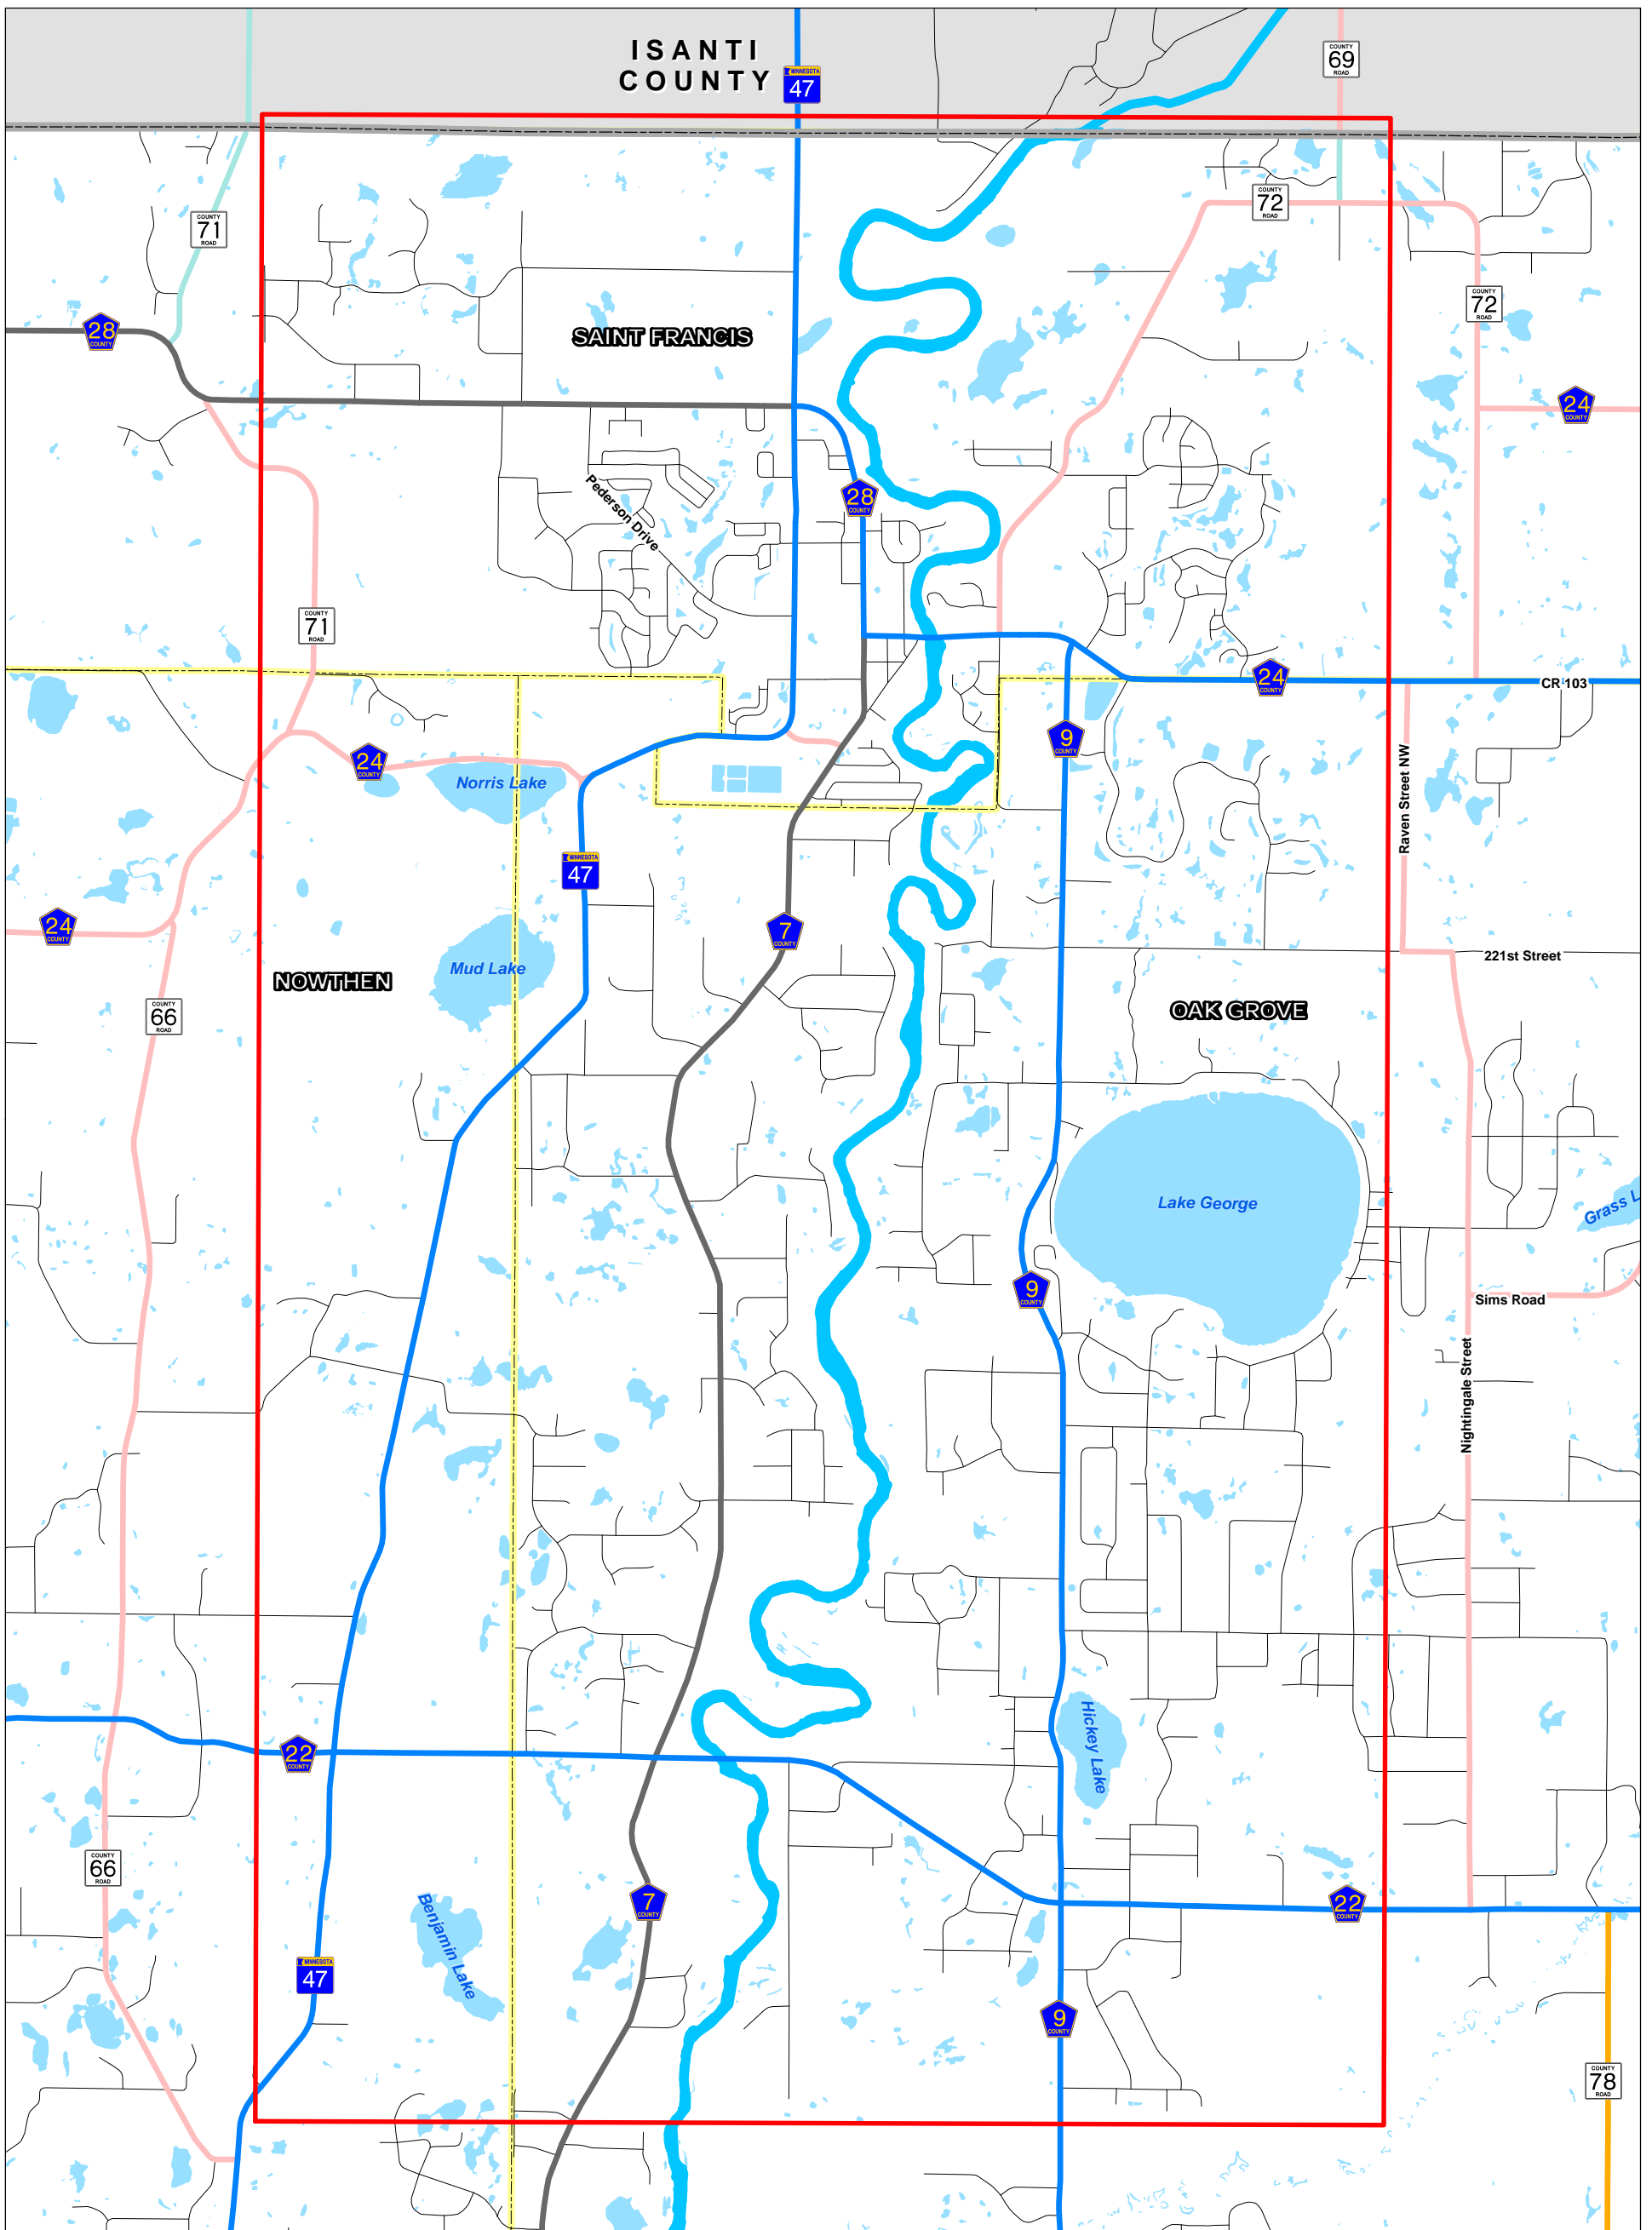 ISANTI
COUNTY
MINNESOTA
47
COUNTY
69
ROAD
COUNTY
72
ROAD
COUNTY
71
ROAD
COUNTY
72
ROAD
28
COUNTY
SAINT FRANCIS
24
COUNTY
28
COUNTY
Pederson Drive
COUNTY
71
ROAD
24
COUNTY
CR 103
9
COUNTY
24
COUNTY
Norris Lake
Raven Street NW
MINNESOTA
47
24
COUNTY
7
COUNTY
221st Street
Mud Lake
NOWTHEN
OAK GROVE
COUNTY
66
ROAD
Lake George
Grass L
9
COUNTY
Sims Road
Nightingale Street
Hickey Lake
22
COUNTY
COUNTY
66
ROAD
7
COUNTY
22
COUNTY
Benjamin Lake
MINNESOTA
47
9
COUNTY
COUNTY
78
ROAD